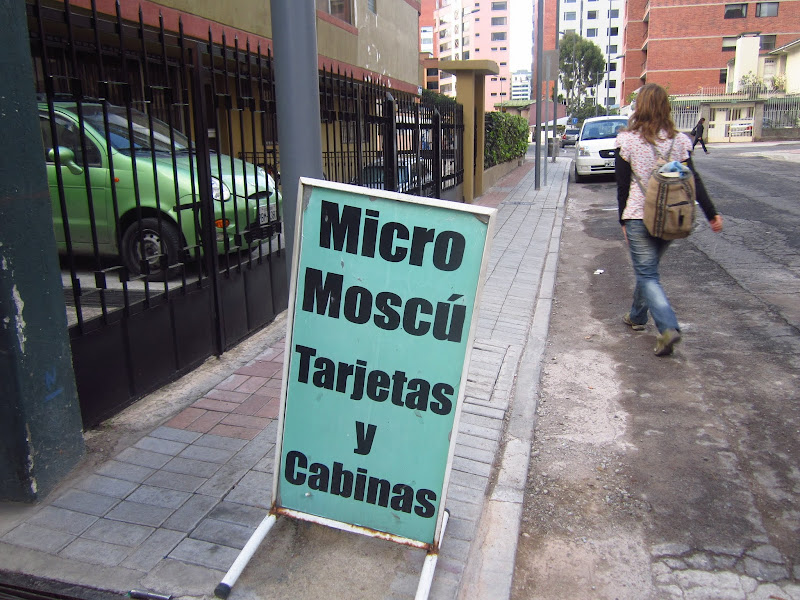 Micro
Moscú
Tarjetas
y
Cabinas